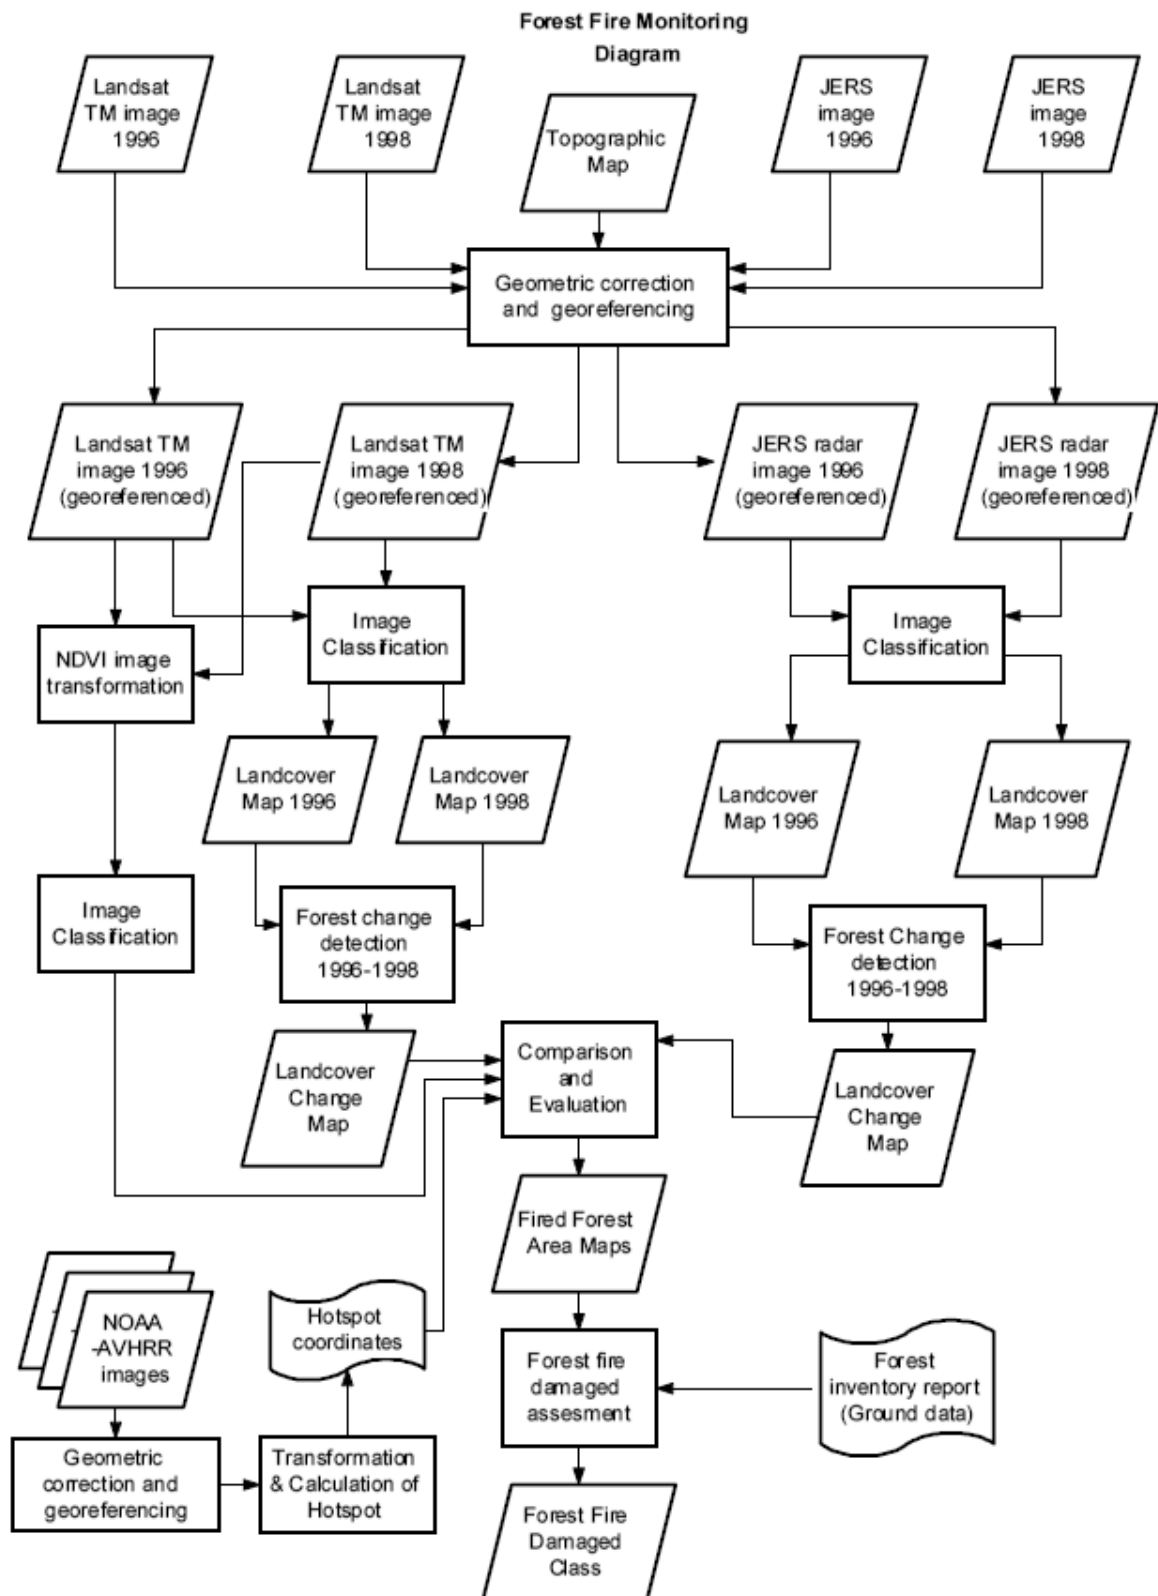 Forest Fire Monitoring
Diagram
Landsat
TM image
1996
Landsat
TM image
1998
Topographic
Map
JERS
image
1996
JERS
image
1998
Geometric correction
and georeferencing
Landsat TM
image 1996
(georeferenced)
Landsat TM
image 1998
(georeferenced)
JERS radar
image 1996
(georeferenced)
JERS radar
image 1998
(georeferenced)
NDVI image
transformation
Image
Classification
Image
Classification
Landcover
Map 1996
Landcover
Map 1998
Landcover
Map 1996
Landcover
Map 1998
Image
Classification
Forest change
detection
1996-1998
Forest Change
detection
1996-1998
Landcover
Change
Map
Comparison
and
Evaluation
Landcover
Change
Map
Fired Forest
Area Maps
NOAA
-AVHRR
images
Hotspot
coordinates
Forest fire
damaged
assesment
Forest
inventory report
(Ground data)
Geometric
correction and
georeferencing
Transformation
& Calculation of
Hotspot
Forest Fire
Damaged
Class